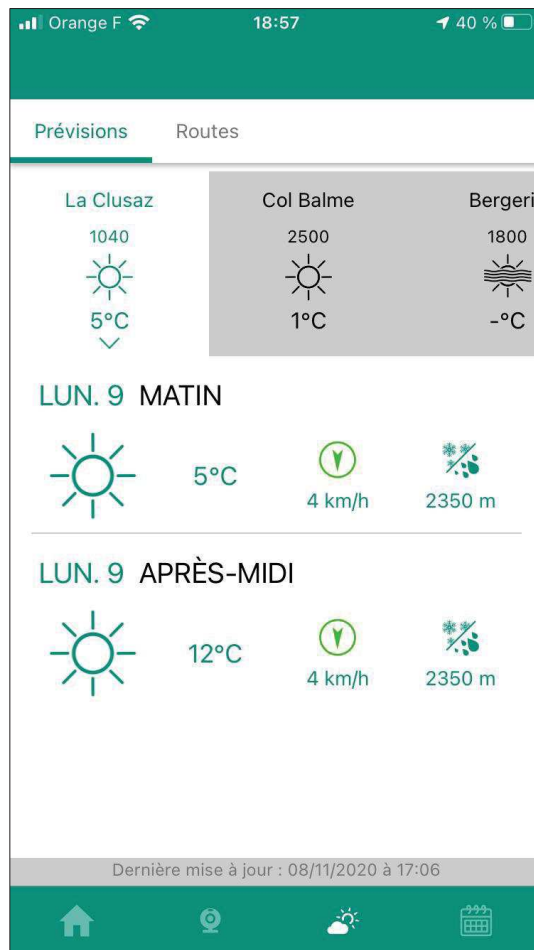 Orange F 18:57 40 %
Prévisions Routes
La Clusaz Col Balme Bergeri
1040 2500 1800
5°C 1°C -°C
LUN. 9 MATIN
5°C
4 km/h 2350 m
LUN. 9 APRÈS-MIDI
12°C
4 km/h 2350 m
Dernière mise à jour : 08/11/2020 à 17:06